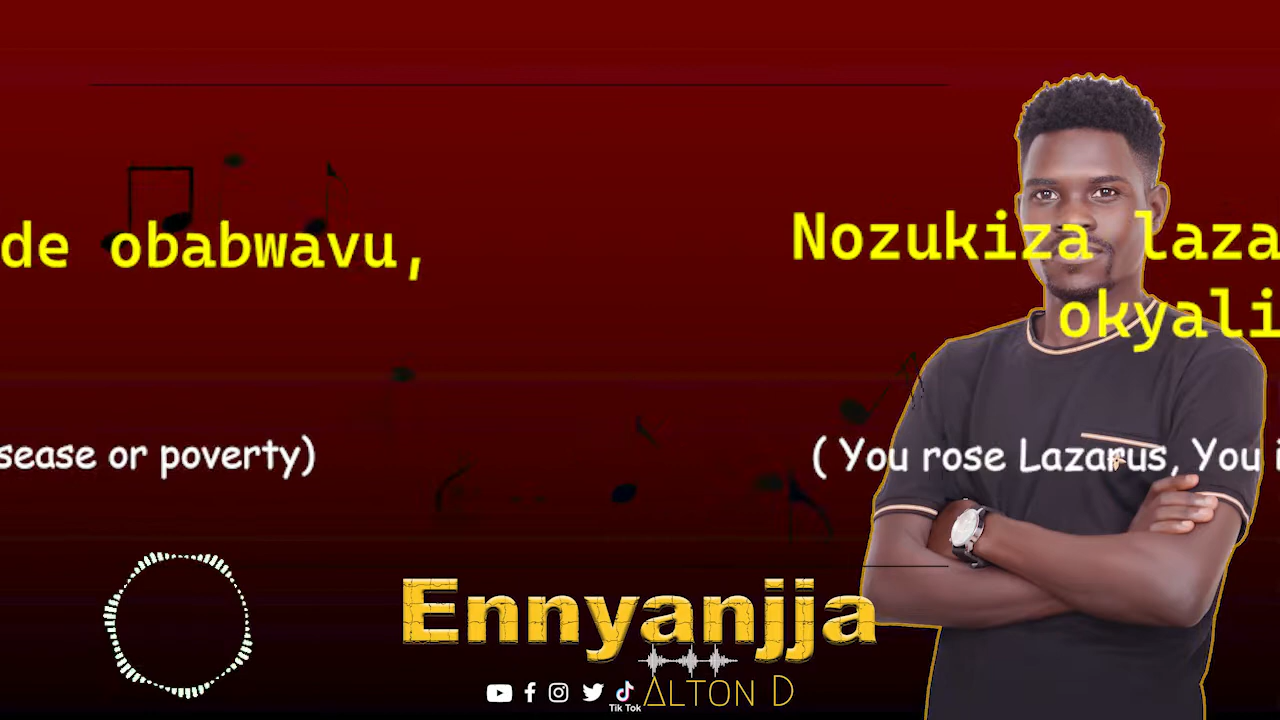 de obabwavu,
Nozukiza laza
okyali
sease or poverty)
( You rose Lazarus, You i
Ennyanjja
Tik Tok
ALTON D